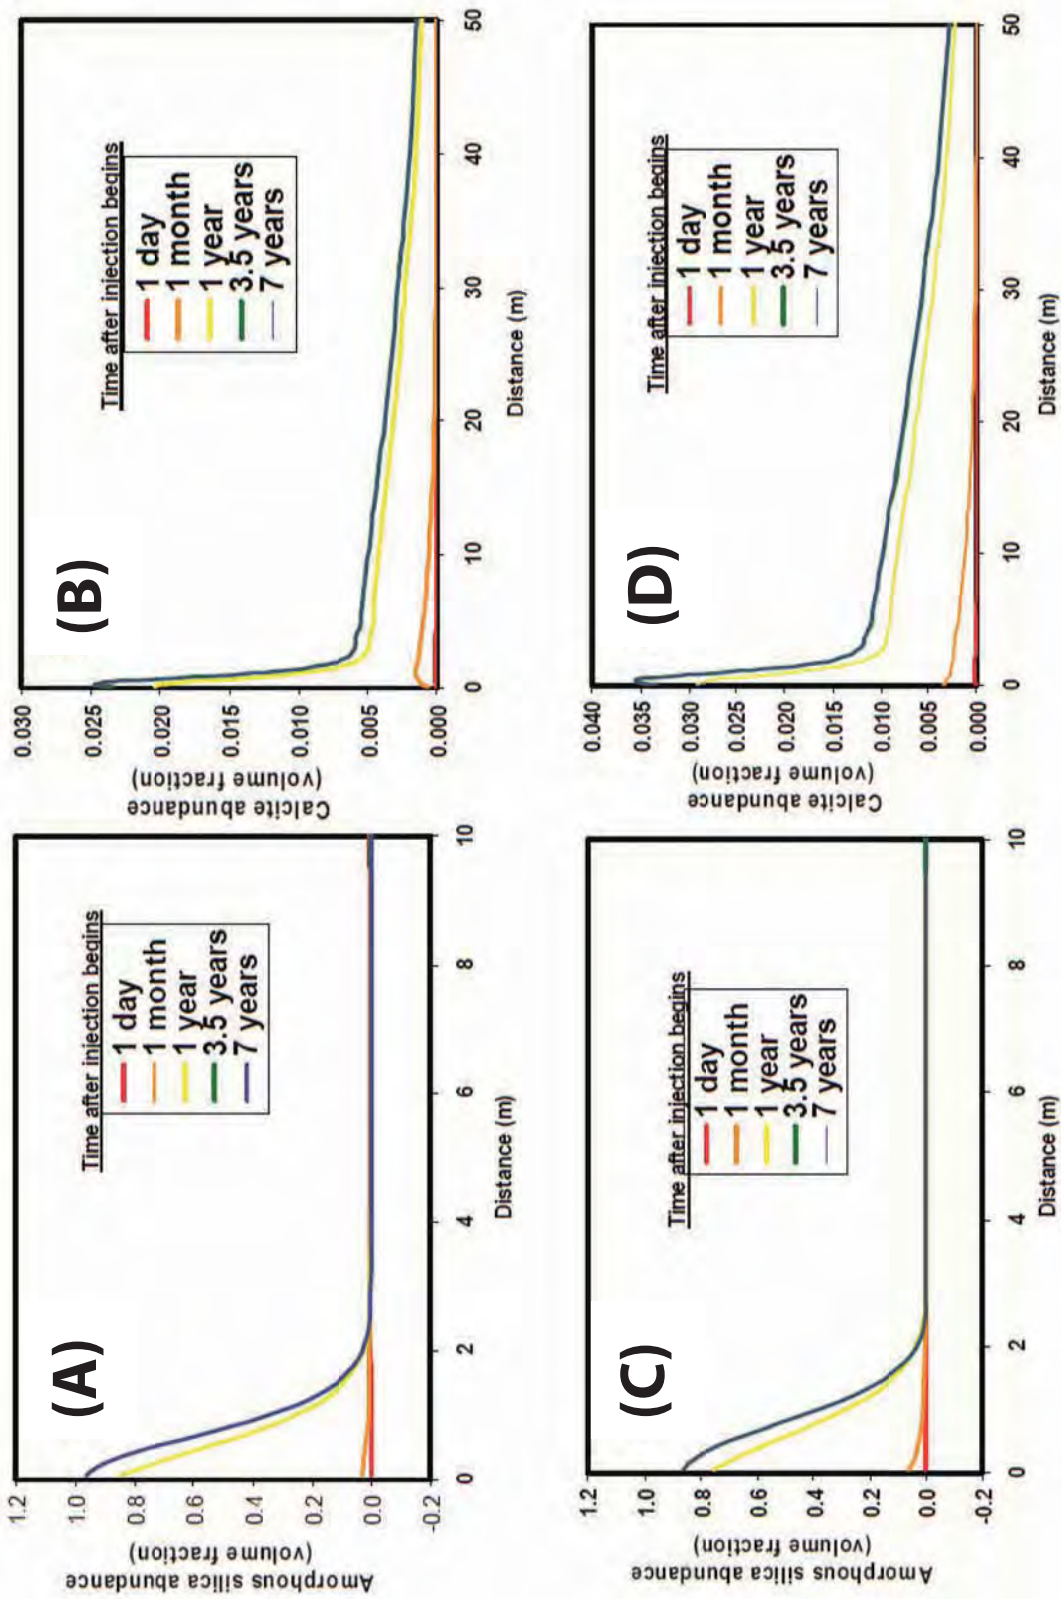 (A)
Amorphous silica abundance
(volume fraction)
1.2
1.0
0.8
0.6
0.4
0.2
0.0
-0.2
Time after injection begins
1 day
1 month
1 year
3.5 years
7 years
0 2 4 6 8 10
Distance (m)
(B)
Calcite abundance
(volume fraction)
0.030
0.025
0.020
0.015
0.010
0.005
0.000
Time after injection begins
1 day
1 month
1 year
3.5 years
7 years
0 10 20 30 40 50
Distance (m)
(C)
Amorphous silica abundance
(volume fraction)
1.2
1.0
0.8
0.6
0.4
0.2
0.0
-0.2
Time after injection begins
1 day
1 month
1 year
3.5 years
7 years
0 2 4 6 8 10
Distance (m)
(D)
Calcite abundance
(volume fraction)
0.040
0.035
0.030
0.025
0.020
0.015
0.010
0.005
0.000
Time after injection begins
1 day
1 month
1 year
3.5 years
7 years
0 10 20 30 40 50
Distance (m)